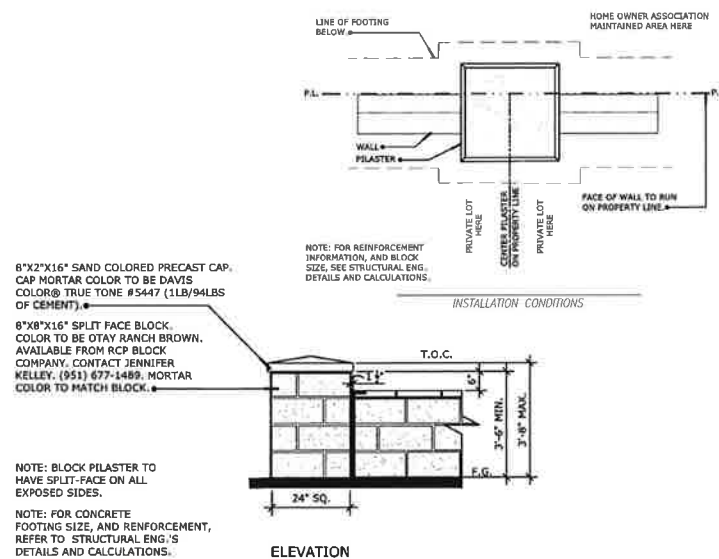 LINE OF FOOTING
BELOW.
HOME OWNER ASSOCIATION
MAINTAINED AREA HERE
P.L.
P.
WALL
PILASTER
PRIVATE LOT
HERE
CENTER PILASTER
ON PROPERTY LINE
PRIVATE LOT
HERE
FACE OF WALL TO RUN
ON PROPERTY LINE.
NOTE: FOR REINFORCEMENT
INFORMATION, AND BLOCK
SIZE, SEE STRUCTURAL ENG.
DETAILS AND CALCULATIONS.
INSTALLATION CONDITIONS
8"X2"X16" SAND COLORED PRECAST CAP.
CAP MORTAR COLOR TO BE DAVIS
COLOR® TRUE TONE #5447 (1LB/94LBS
OF CEMENT).
8"X8"X16" SPLIT FACE BLOCK.
COLOR TO BE OTAY RANCH BROWN.
AVAILABLE FROM RCP BLOCK
COMPANY. CONTACT JENNIFER
KELLEY. (951) 677-1489. MORTAR
COLOR TO MATCH BLOCK.
T.O.C.
6"
3'-6" MIN.
3'-8" MAX.
F.G.
24" SQ.
NOTE: BLOCK PILASTER TO
HAVE SPLIT-FACE ON ALL
EXPOSED SIDES.
NOTE: FOR CONCRETE
FOOTING SIZE, AND RENFORCEMENT,
REFER TO STRUCTURAL ENG.'S
DETAILS AND CALCULATIONS.
ELEVATION